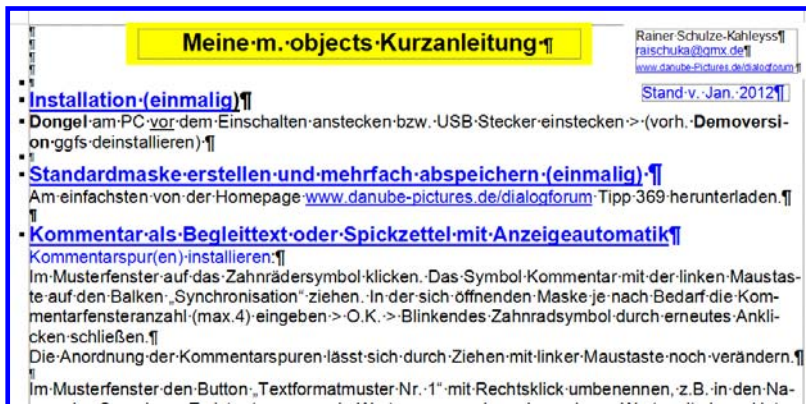 Meine m. objects Kurzanleitung
Rainer Schulze-Kahleyss
raischuka@gmx.de
www.danube-Pictures.de/dialogforum
Stand v. Jan. 2012
Installation (einmalig)
Dongel am PC vor dem Einschalten anstecken bzw. USB Stecker einstecken > (vorh. Demoversi-
on ggfs deinstallieren)
Standardmaske erstellen und mehrfach abspeichern (einmalig)
Am einfachsten von der Homepage www.danube-pictures.de/dialogforum Tipp 369 herunterladen.
Kommentar als Begleittext oder Spickzettel mit Anzeigeautomatik
Kommentarspur(en) installieren:
Im Musterfenster auf das Zahnrädersymbol klicken. Das Symbol Kommentar mit der linken Maustas-
te auf den Balken „Synchronisation" ziehen. In der sich öffnenden Maske je nach Bedarf die Kom-
mentarfensteranzahl (max.4) eingeben > O.K. > Blinkendes Zahnradsymbol durch erneutes Ankli-
cken schließen.
Die Anordnung der Kommentarspuren lässt sich durch Ziehen mit linker Maustaste noch verändern.
Im Musterfenster den Button „Textformatmuster Nr. 1" mit Rechtsklick umbenennen, z.B. in den Na-